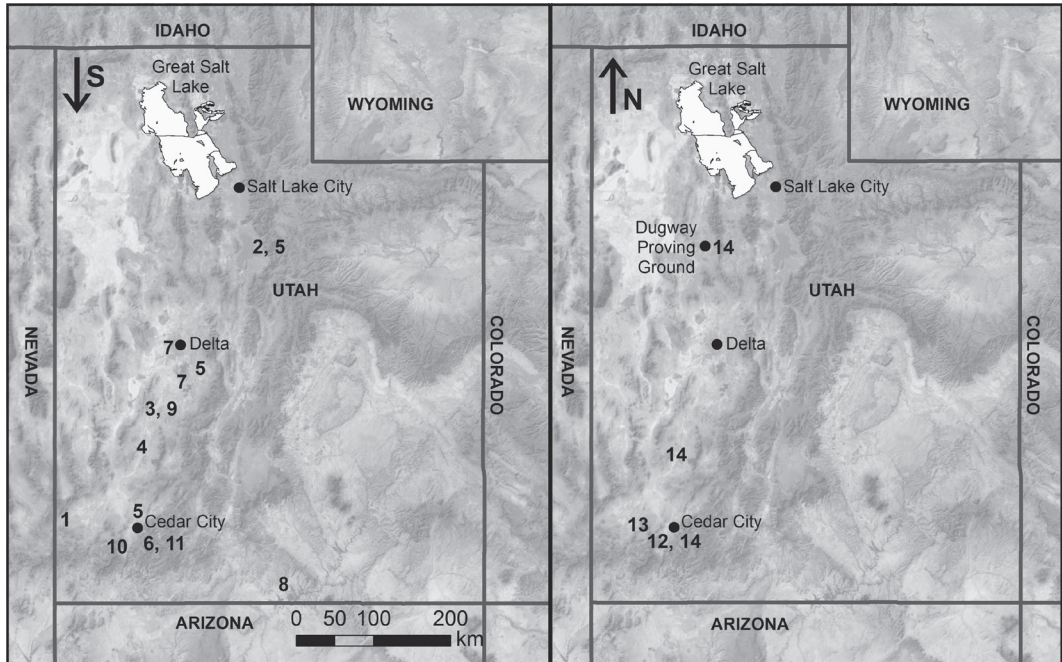 IDAHO
S
Great Salt
Lake
WYOMING
Salt Lake City
2, 5
UTAH
NEVADA
COLORADO
7
Delta
5
7
3, 9
4
1
5
Cedar City
10
6, 11
8
ARIZONA
0 50 100 200
km
IDAHO
N
Great Salt
Lake
WYOMING
Salt Lake City
Dugway
Proving
Ground
14
UTAH
NEVADA
COLORADO
Delta
14
13
Cedar City
12, 14
ARIZONA